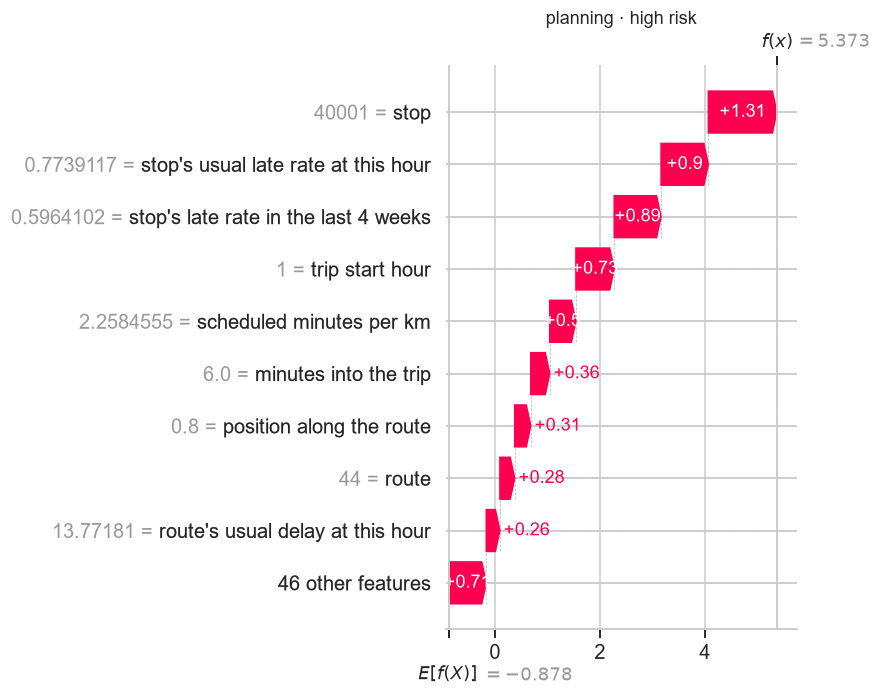 planning · high risk
f(x) = 5.373
40001 = stop
+1.31
0.7739117 = stop's usual late rate at this hour
+0.9
0.5964102 = stop's late rate in the last 4 weeks
+0.89
1 = trip start hour
+0.73
2.2584555 = scheduled minutes per km
+0.5
6.0 = minutes into the trip
+0.36
0.8 = position along the route
+0.31
44 = route
+0.28
13.77181 = route's usual delay at this hour
+0.26
46 other features
+0.71
0 2 4
E[f(X)] = −0.878